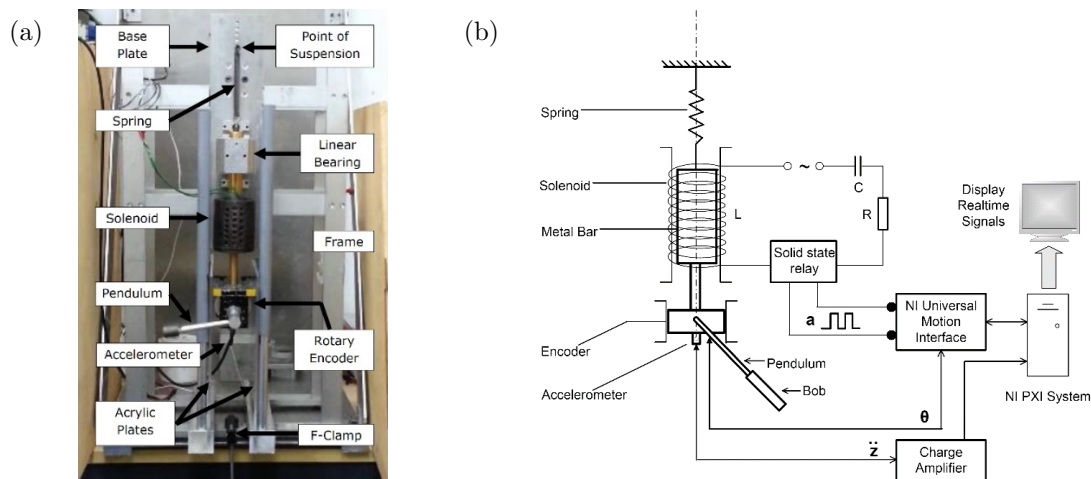 (a)
Base
Plate
Point of
Suspension
Spring
Linear
Bearing
Solenoid
Frame
Pendulum
Accelerometer
Rotary
Encoder
Acrylic
Plates
F-Clamp
(b)
Spring
Solenoid
Metal Bar
~
C
L
R
Display
Realtime
Signals
Solid state
relay
NI Universal
Motion
Interface
a
Encoder
Pendulum
Accelerometer
Bob
NI PXI System
θ
z̈
Charge
Amplifier